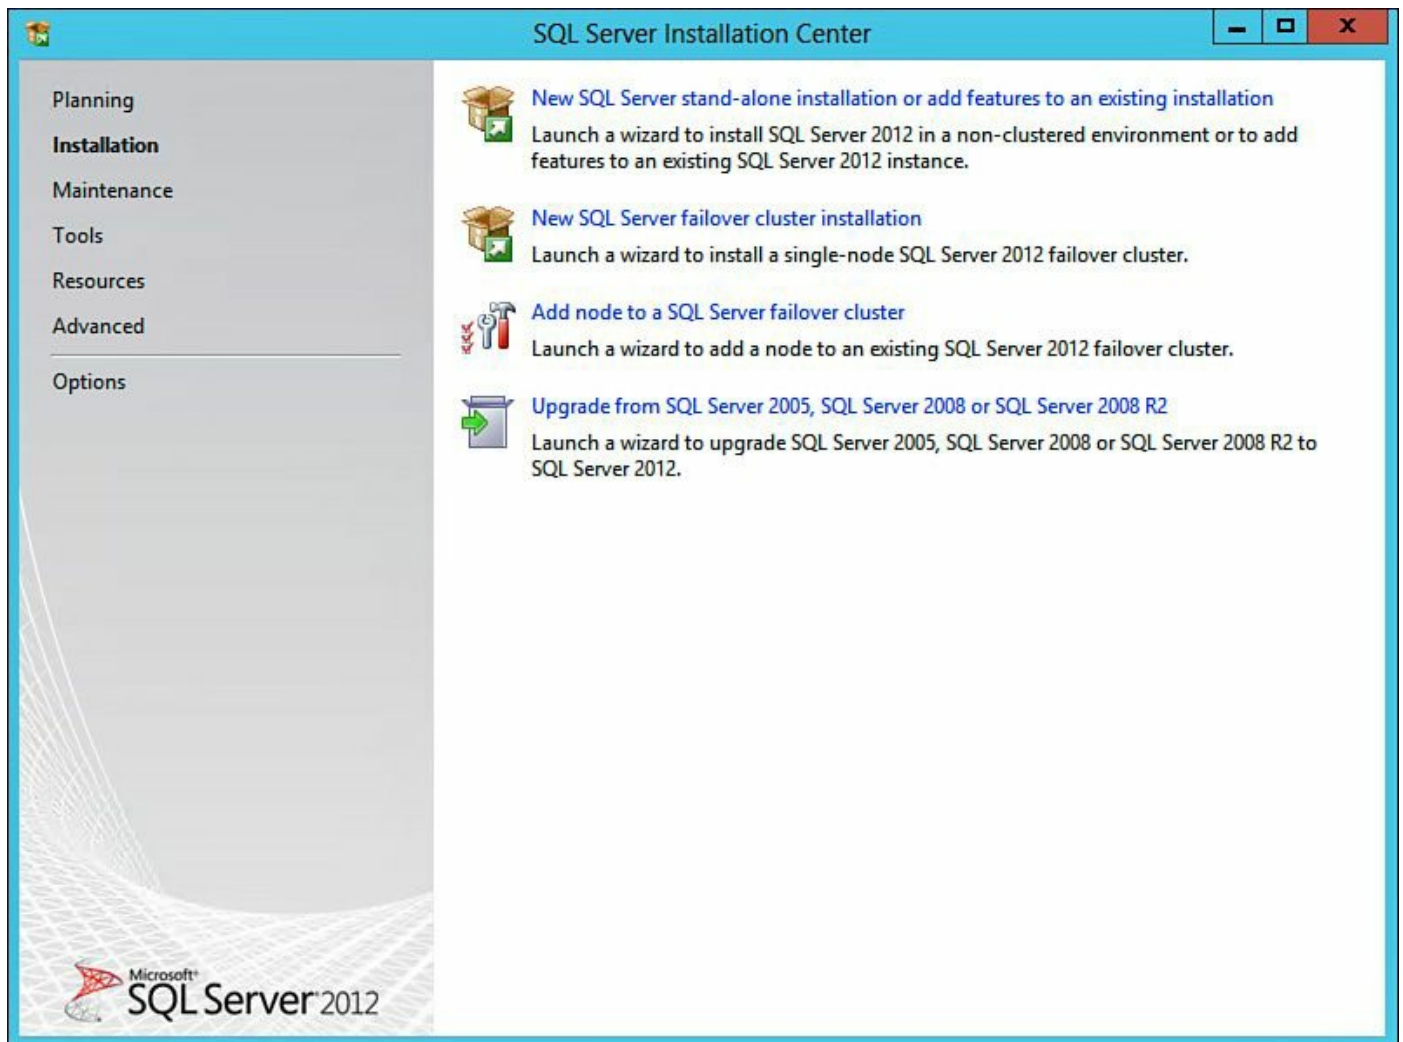 SQL Server Installation Center
Planning
Installation
Maintenance
Tools
Resources
Advanced
Options
New SQL Server stand-alone installation or add features to an existing installation
Launch a wizard to install SQL Server 2012 in a non-clustered environment or to add
features to an existing SQL Server 2012 instance.
New SQL Server failover cluster installation
Launch a wizard to install a single-node SQL Server 2012 failover cluster.
Add node to a SQL Server failover cluster
Launch a wizard to add a node to an existing SQL Server 2012 failover cluster.
Upgrade from SQL Server 2005, SQL Server 2008 or SQL Server 2008 R2
Launch a wizard to upgrade SQL Server 2005, SQL Server 2008 or SQL Server 2008 R2 to
SQL Server 2012.
Microsoft®
SQL Server 2012